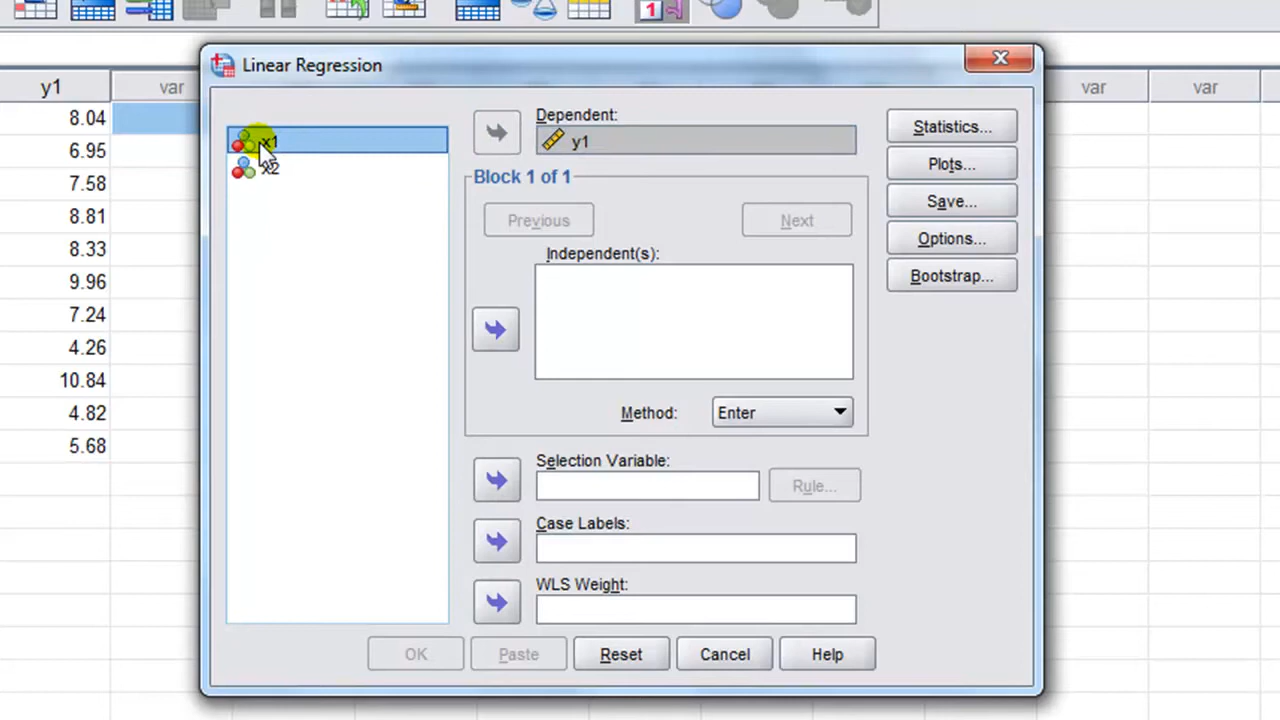 1
Linear Regression
y1 var var var
8.04
6.95
7.58
8.81
8.33
9.96
7.24
4.26
10.84
4.82
5.68
x1
x2
Dependent:
y1
Block 1 of 1
Previous Next
Independent(s):
Method: Enter
Selection Variable:
Rule...
Case Labels:
WLS Weight:
Statistics...
Plots...
Save...
Options...
Bootstrap...
OK Paste Reset Cancel Help